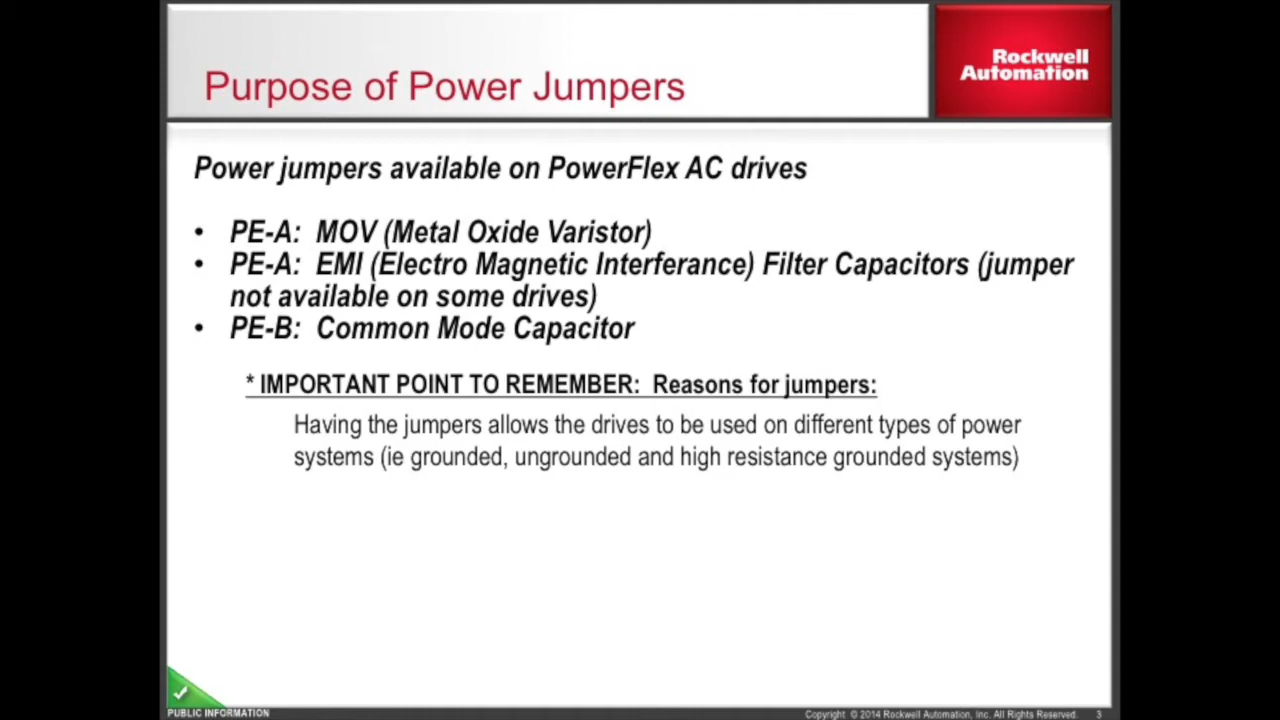 Purpose of Power Jumpers
Rockwell
Automation
Power jumpers available on PowerFlex AC drives
• PE-A: MOV (Metal Oxide Varistor)
• PE-A: EMI (Electro Magnetic Interferance) Filter Capacitors (jumper
not available on some drives)
• PE-B: Common Mode Capacitor
* IMPORTANT POINT TO REMEMBER: Reasons for jumpers:
Having the jumpers allows the drives to be used on different types of power
systems (ie grounded, ungrounded and high resistance grounded systems)
PUBLIC INFORMATION
Copyright © 2014 Rockwell Automation, Inc. All Rights Reserved. 3